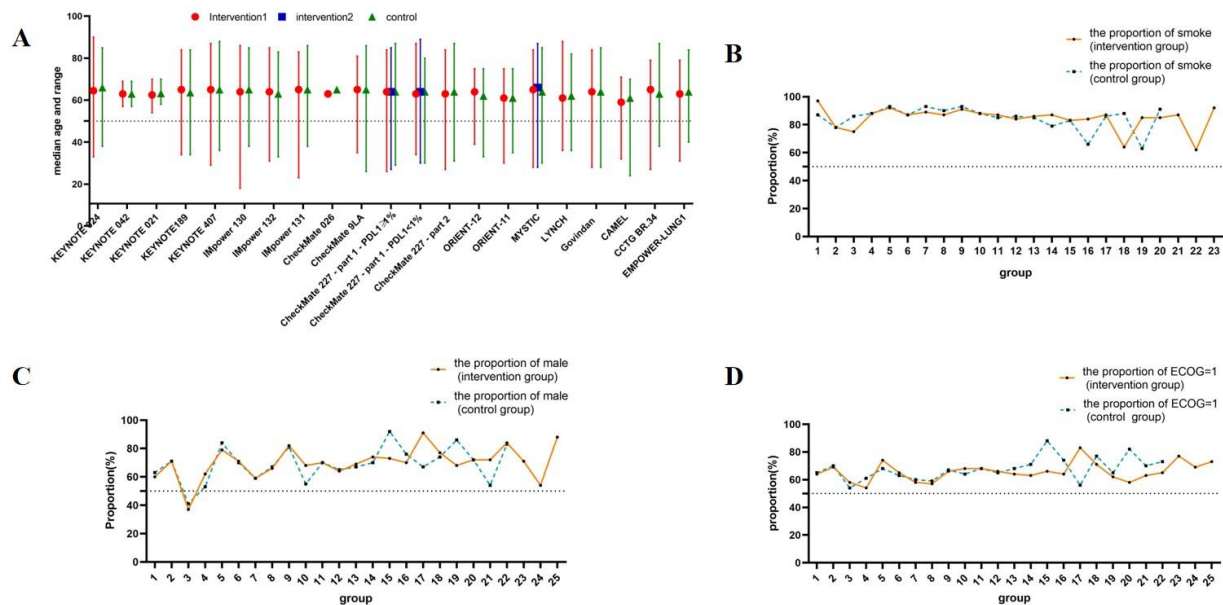 A
Intervention1 intervention2 control
median age and range
100
80
60
40
20
0
KEYNOTE 024
KEYNOTE 042
KEYNOTE 021
KEYNOTE189
KEYNOTE 407
IMpower 130
IMpower 132
IMpower 131
CheckMate 026
CheckMate 9LA
CheckMate 227 - part 1 - PDL1≥1%
CheckMate 227 - part 1 - PDL1<1%
CheckMate 227 - part 2
ORIENT-12
ORIENT-11
MYSTIC
LYNCH
Govindan
CAMEL
CCTG BR.34
EMPOWER-LUNG1
B
the proportion of smoke
(intervention group)
the proportion of smoke
(control group)
Proportion(%)
100
80
60
40
20
0
1 2 3 4 5 6 7 8 9 10 11 12 13 14 15 16 17 18 19 20 21 22 23
group
C
the proportion of male
(intervention group)
the proportion of male
(control group)
Proportion(%)
100
80
60
40
20
0
1 2 3 4 5 6 7 8 9 10 11 12 13 14 15 16 17 18 19 20 21 22 23 24 25
group
D
the proportion of ECOG=1
(intervention group)
the proportion of ECOG=1
(control group)
proportion(%)
100
80
60
40
20
0
1 2 3 4 5 6 7 8 9 10 11 12 13 14 15 16 17 18 19 20 21 22 23 24 25
group